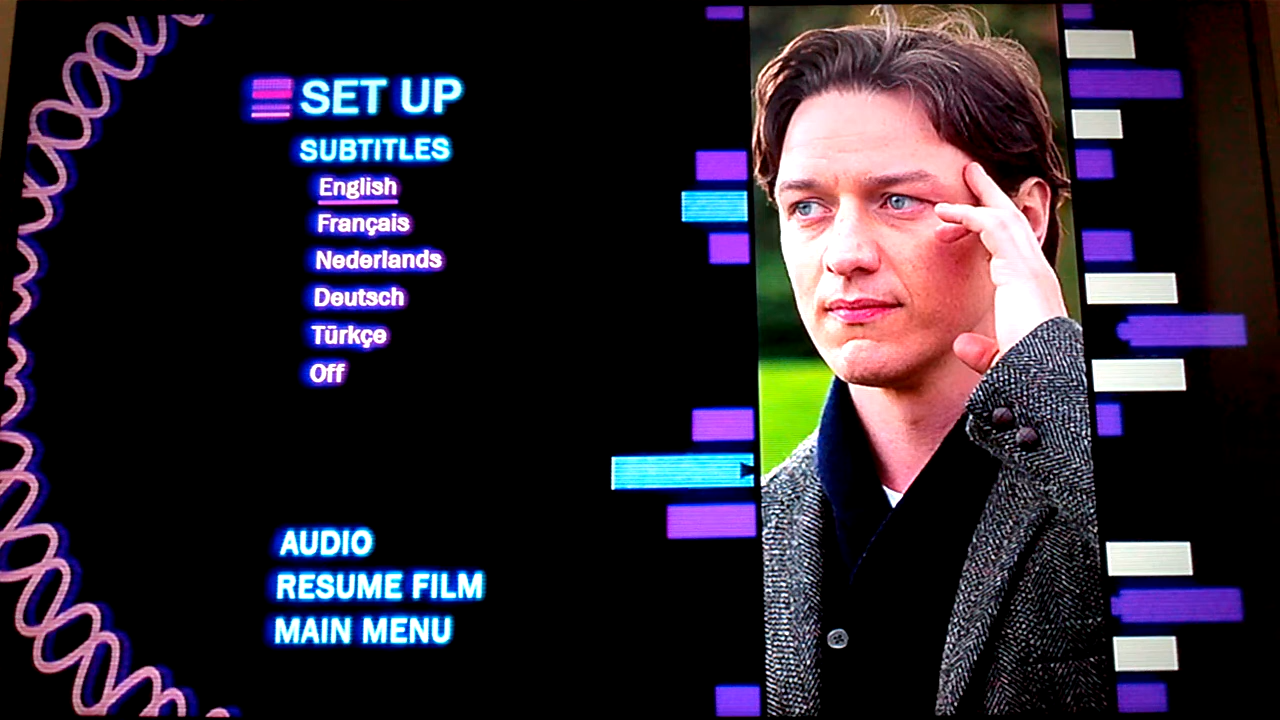 SET UP
SUBTITLES
English
Français
Nederlands
Deutsch
Türkçe
Off
AUDIO
RESUME FILM
MAIN MENU